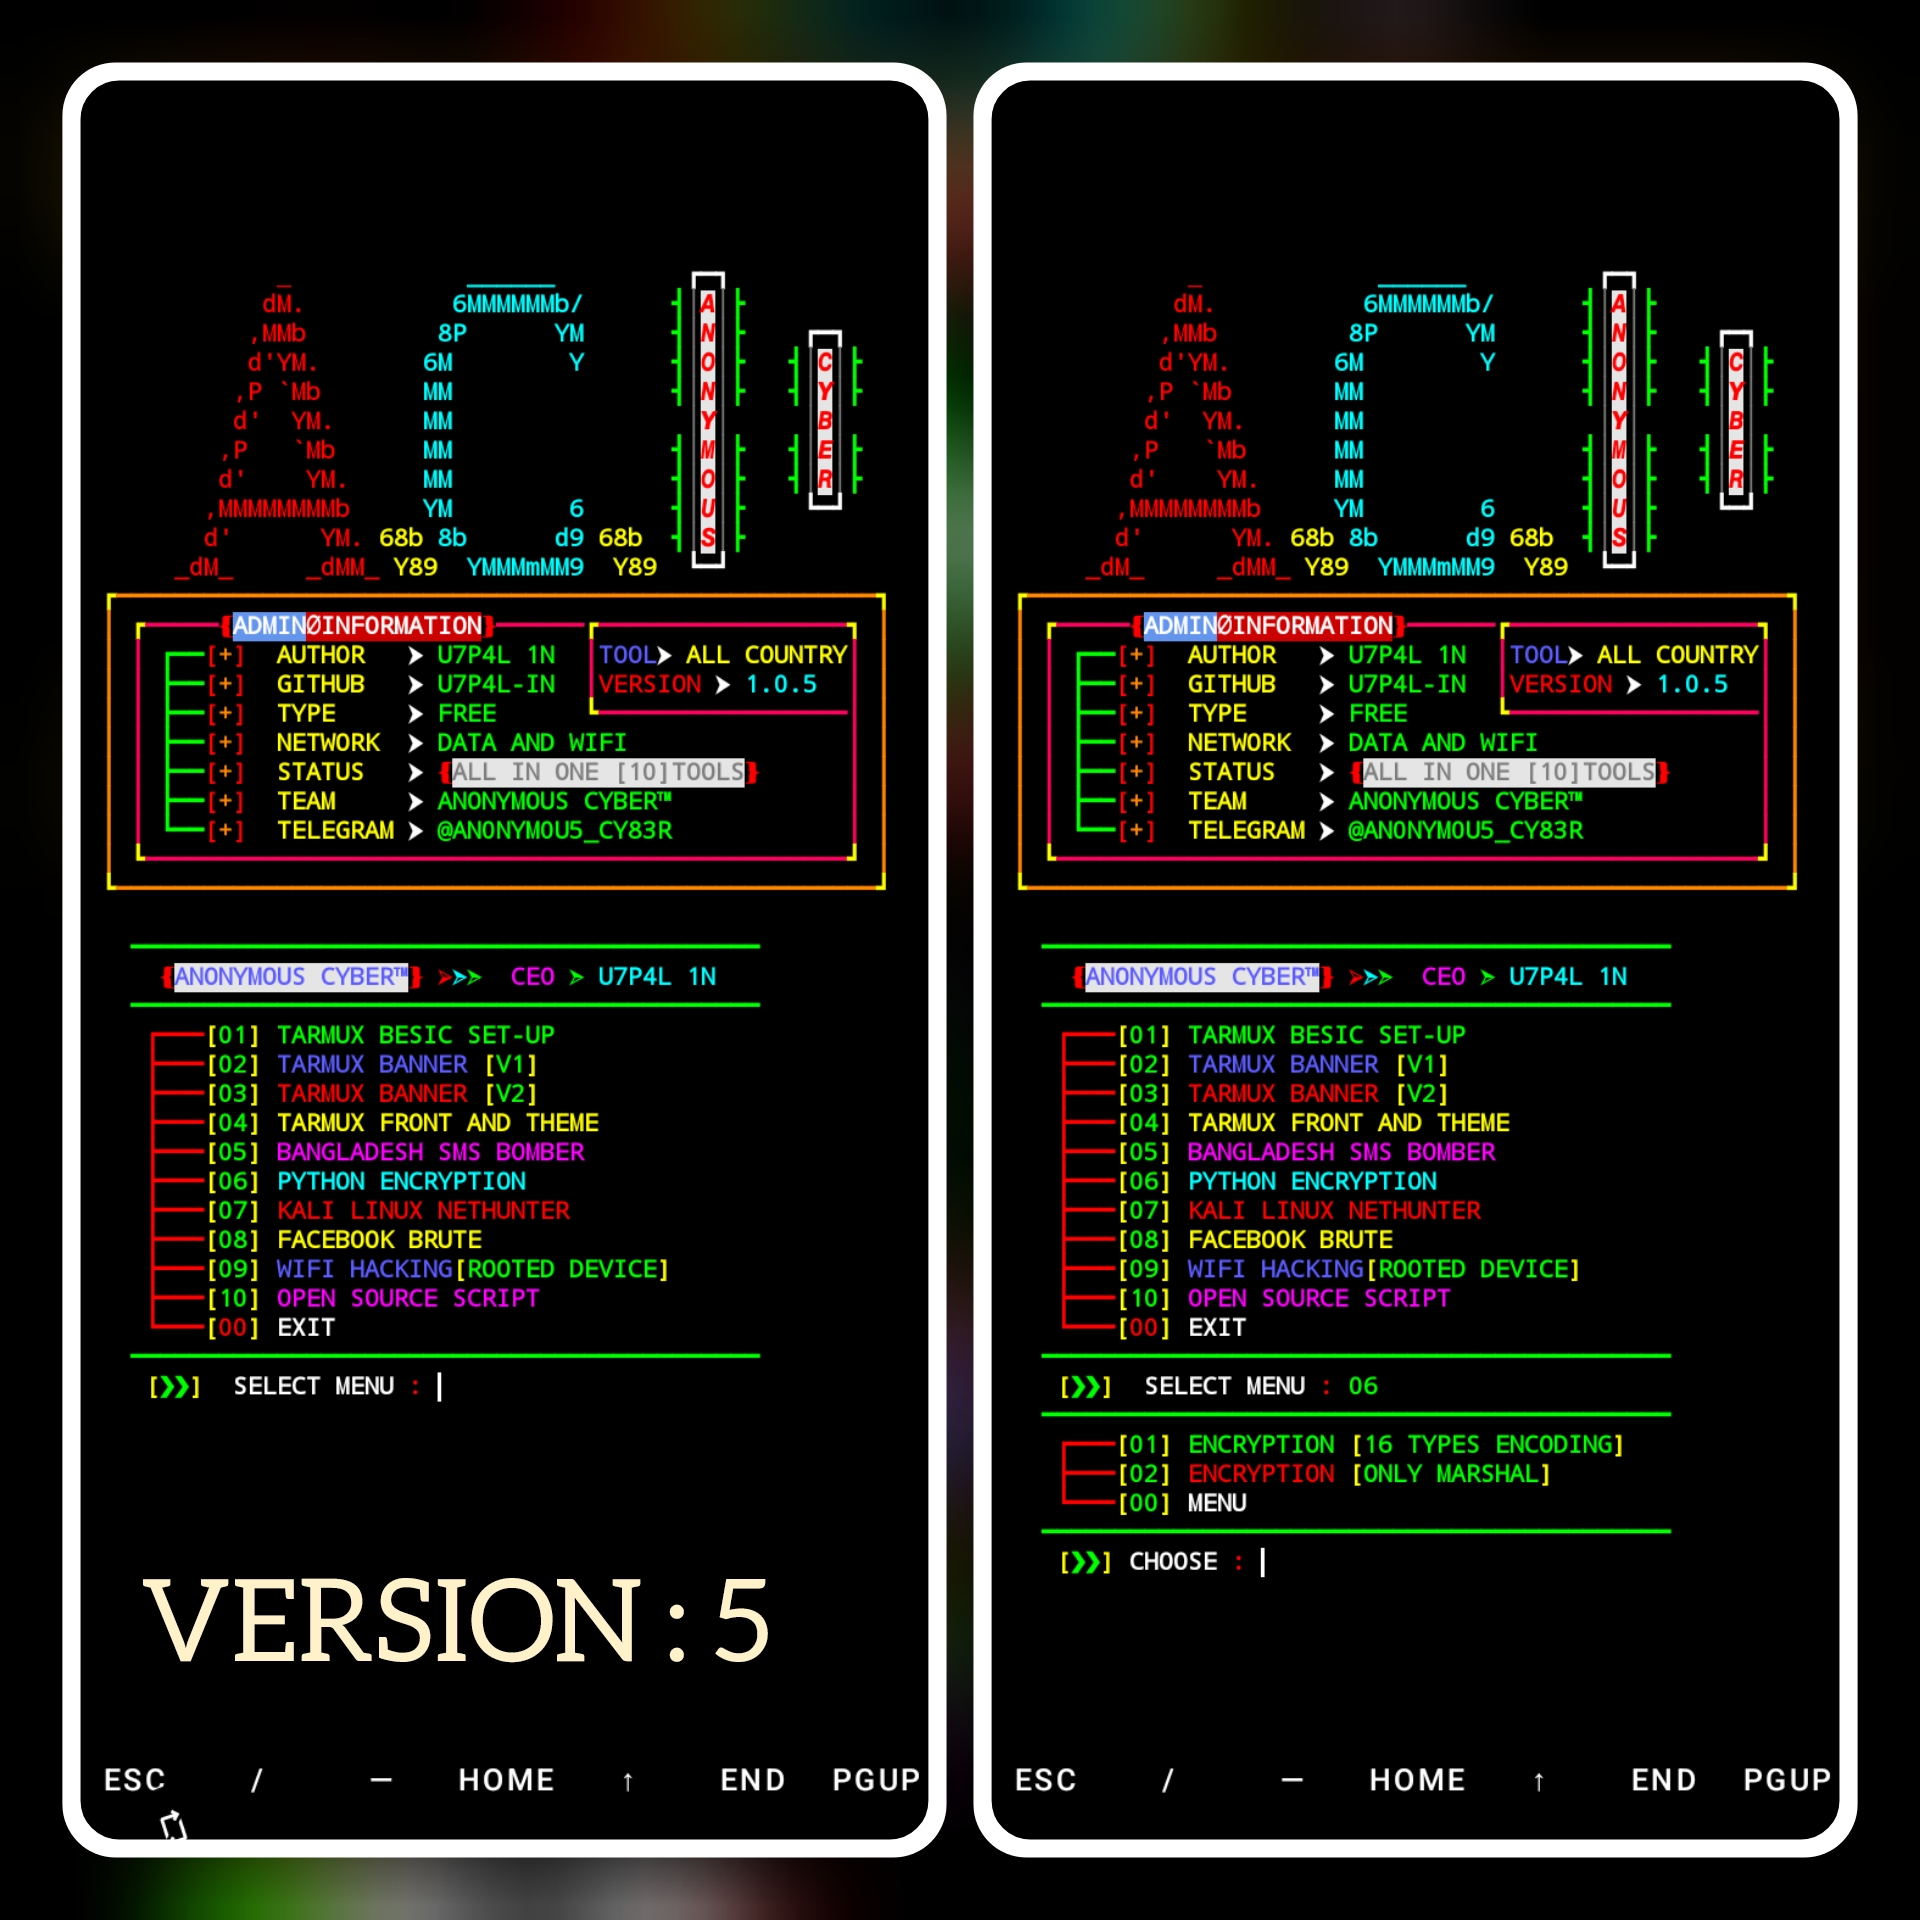 _ ______
dM. 6MMMMMMb/
,MMb 8P YM
d'YM. 6M Y
,P `Mb MM
d' YM. MM
,P `Mb MM
d' YM. MM
,MMMMMMMMb YM 6
d' YM. 68b 8b d9 68b
_dM_ _dMM_ Y89 YMMMmMM9 Y89
ANONYMOUS
CYBER
{ADMINØINFORMATION}
[+] AUTHOR ➤ U7P4L 1N
[+] GITHUB ➤ U7P4L-IN
[+] TYPE ➤ FREE
[+] NETWORK ➤ DATA AND WIFI
[+] STATUS ➤ {ALL IN ONE [10]TOOLS}
[+] TEAM ➤ ANONYMOUS CYBER™
[+] TELEGRAM ➤ @AN0NYM0U5_CY83R
TOOL➤ ALL COUNTRY
VERSION ➤ 1.0.5
{ANONYMOUS CYBER™} ➤➤➤ CEO ➤ U7P4L 1N
[01] TARMUX BESIC SET-UP
[02] TARMUX BANNER [V1]
[03] TARMUX BANNER [V2]
[04] TARMUX FRONT AND THEME
[05] BANGLADESH SMS BOMBER
[06] PYTHON ENCRYPTION
[07] KALI LINUX NETHUNTER
[08] FACEBOOK BRUTE
[09] WIFI HACKING[ROOTED DEVICE]
[10] OPEN SOURCE SCRIPT
[00] EXIT
[❯❯] SELECT MENU :
VERSION : 5
ESC / — HOME ↑ END PGUP
_ ______
dM. 6MMMMMMb/
,MMb 8P YM
d'YM. 6M Y
,P `Mb MM
d' YM. MM
,P `Mb MM
d' YM. MM
,MMMMMMMMb YM 6
d' YM. 68b 8b d9 68b
_dM_ _dMM_ Y89 YMMMmMM9 Y89
ANONYMOUS
CYBER
{ADMINØINFORMATION}
[+] AUTHOR ➤ U7P4L 1N
[+] GITHUB ➤ U7P4L-IN
[+] TYPE ➤ FREE
[+] NETWORK ➤ DATA AND WIFI
[+] STATUS ➤ {ALL IN ONE [10]TOOLS}
[+] TEAM ➤ ANONYMOUS CYBER™
[+] TELEGRAM ➤ @AN0NYM0U5_CY83R
TOOL➤ ALL COUNTRY
VERSION ➤ 1.0.5
{ANONYMOUS CYBER™} ➤➤➤ CEO ➤ U7P4L 1N
[01] TARMUX BESIC SET-UP
[02] TARMUX BANNER [V1]
[03] TARMUX BANNER [V2]
[04] TARMUX FRONT AND THEME
[05] BANGLADESH SMS BOMBER
[06] PYTHON ENCRYPTION
[07] KALI LINUX NETHUNTER
[08] FACEBOOK BRUTE
[09] WIFI HACKING[ROOTED DEVICE]
[10] OPEN SOURCE SCRIPT
[00] EXIT
[❯❯] SELECT MENU : 06
[01] ENCRYPTION [16 TYPES ENCODING]
[02] ENCRYPTION [ONLY MARSHAL]
[00] MENU
[❯❯] CHOOSE :
ESC / — HOME ↑ END PGUP